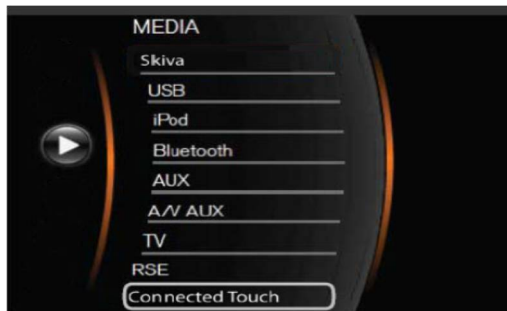 MEDIA
Skiva
USB
iPod
Bluetooth
AUX
A/V AUX
TV
RSE
Connected Touch